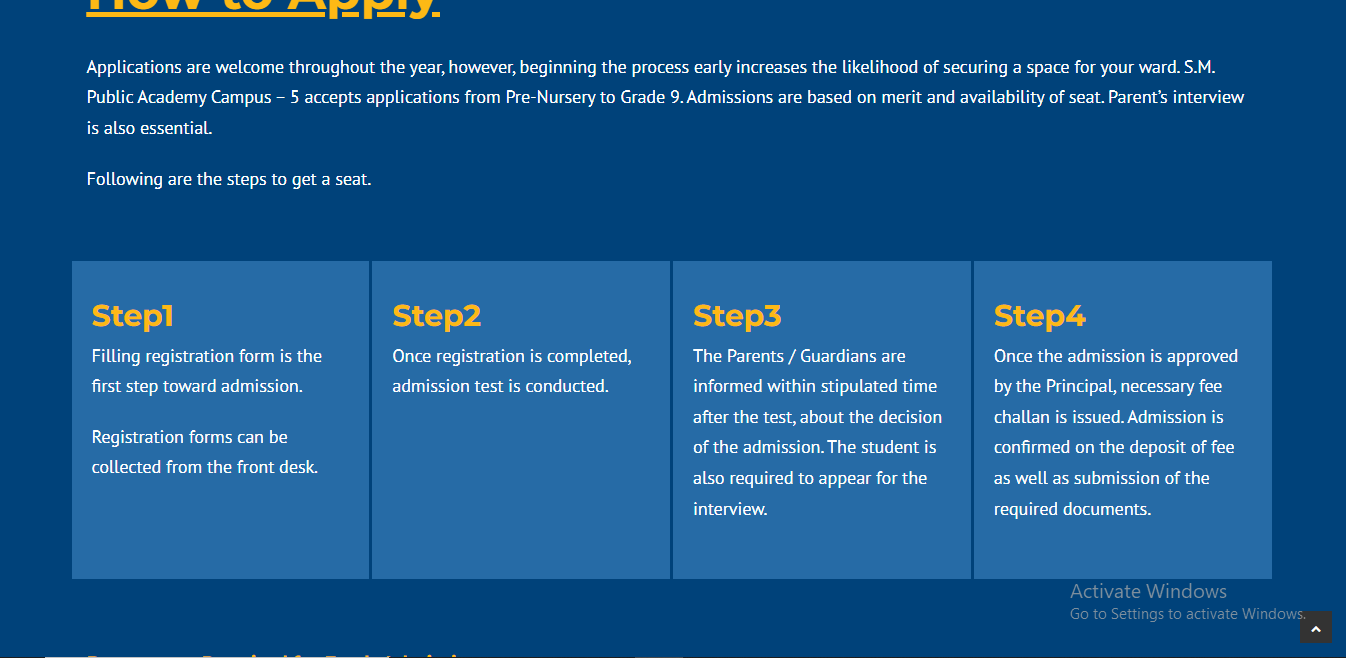 How to Apply
Applications are welcome throughout the year, however, beginning the process early increases the likelihood of securing a space for your ward. S.M.
Public Academy Campus – 5 accepts applications from Pre-Nursery to Grade 9. Admissions are based on merit and availability of seat. Parent’s interview
is also essential.
Following are the steps to get a seat.
Step1
Filling registration form is the
first step toward admission.
Registration forms can be
collected from the front desk.
Step2
Once registration is completed,
admission test is conducted.
Step3
The Parents / Guardians are
informed within stipulated time
after the test, about the decision
of the admission. The student is
also required to appear for the
interview.
Step4
Once the admission is approved
by the Principal, necessary fee
challan is issued. Admission is
confirmed on the deposit of fee
as well as submission of the
required documents.
Activate Windows
Go to Settings to activate Windows.